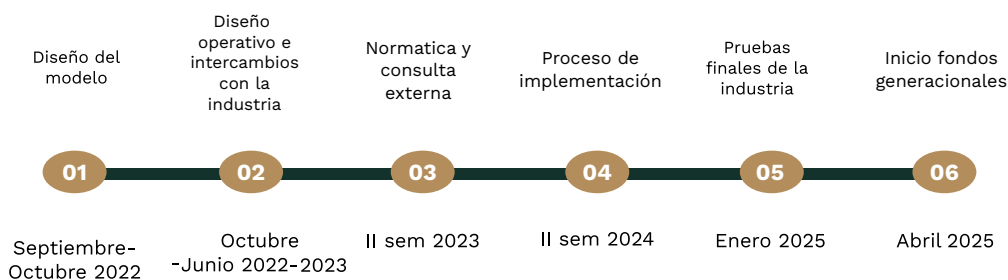 Diseño del
modelo
Diseño
operativo e
intercambios
con la
industria
Normatica y
consulta
externa
Proceso de
implementación
Pruebas
finales de la
industria
Inicio fondos
generacionales
01
02
03
04
05
06
Septiembre-
Octubre 2022
Octubre
-Junio 2022-2023
II sem 2023
II sem 2024
Enero 2025
Abril 2025